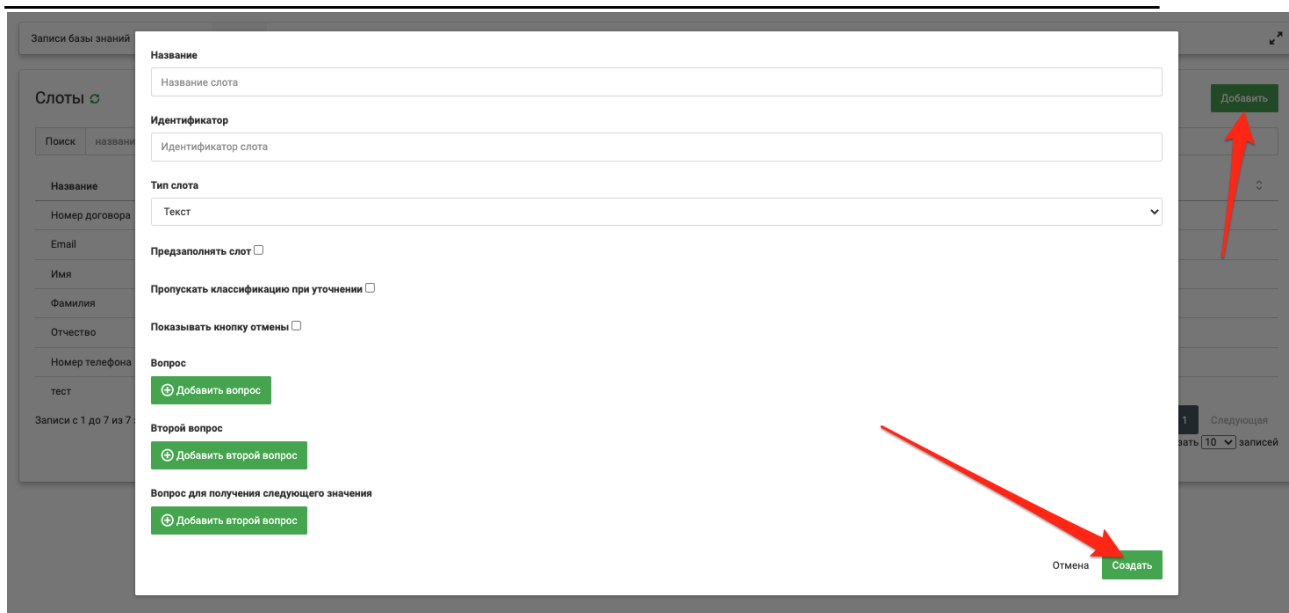 Записи базы знаний
Слоты
Добавить
Поиск
Название
Номер договора
Email
Имя
Фамилия
Отчество
Номер телефона
тест
Записи с 1 до 7 из 7
1 Следующая
10 записей
Название
Название слота
Идентификатор
Идентификатор слота
Тип слота
Текст
Предзаполнять слот
Пропускать классификацию при уточнении
Показывать кнопку отмены
Вопрос
Добавить вопрос
Второй вопрос
Добавить второй вопрос
Вопрос для получения следующего значения
Добавить второй вопрос
Отмена Создать